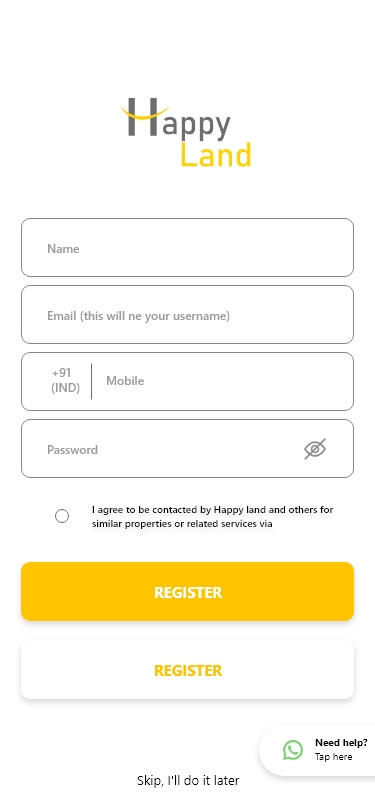 Happy
Land
Name
Email (this will ne your username)
+91
(IND)
Mobile
Password
I agree to be contacted by Happy land and others for
similar properties or related services via
REGISTER
REGISTER
Need help?
Tap here
Skip, I'll do it later